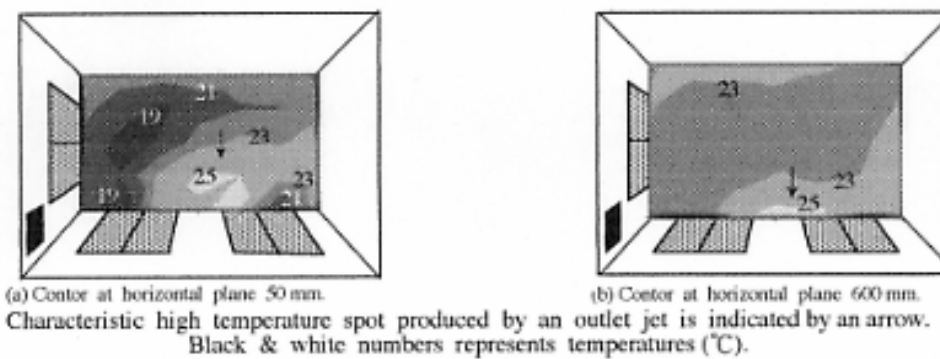 21
19
23
25
19
23
21
23
23
25
(a) Contor at horizontal plane 50 mm.
(b) Contor at horizontal plane 600 mm.
Characteristic high temperature spot produced by an outlet jet is indicated by an arrow.
Black & white numbers represents temperatures (℃).